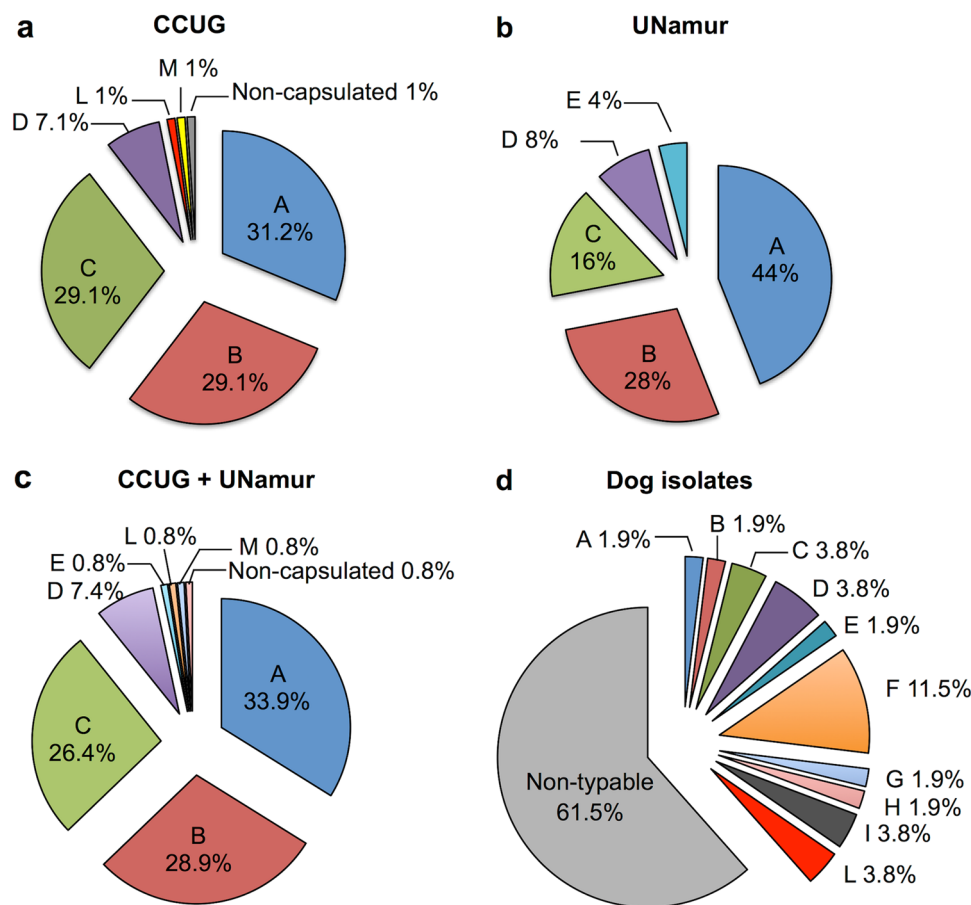 a
CCUG
M 1%
L 1%
Non-capsulated 1%
D 7.1%
A
31.2%
C
29.1%
B
29.1%
b
UNamur
E 4%
D 8%
C
16%
A
44%
B
28%
c
CCUG + UNamur
L 0.8%
E 0.8%
M 0.8%
D 7.4%
Non-capsulated 0.8%
A
33.9%
C
26.4%
B
28.9%
d
Dog isolates
A 1.9%
B 1.9%
C 3.8%
D 3.8%
E 1.9%
F 11.5%
G 1.9%
H 1.9%
I 3.8%
L 3.8%
Non-typable
61.5%